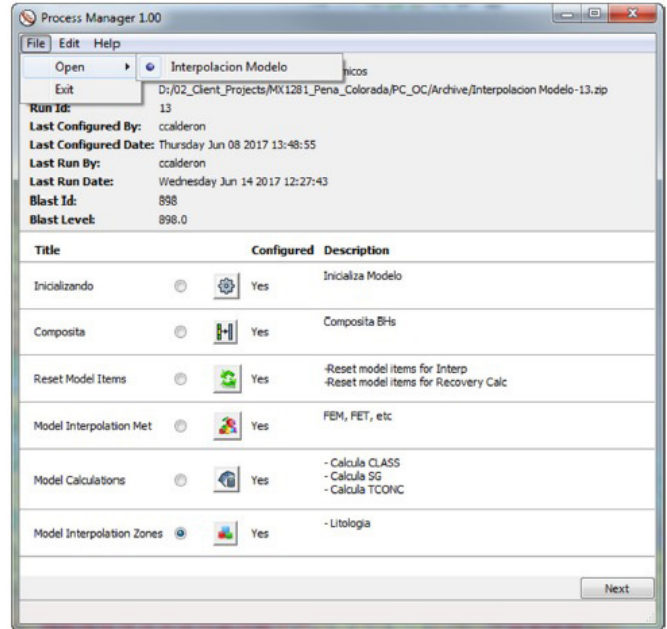 Process Manager 1.00
File Edit Help
Open Interpolacion Modelo
Exit
D:/02_Client_Projects/MX1281_Pena_Colorada/PC_OC/Archive/Interpolacion Modelo-13.zip
Run Id: 13
Last Configured By: ccalderon
Last Configured Date: Thursday Jun 08 2017 13:48:55
Last Run By: ccalderon
Last Run Date: Wednesday Jun 14 2017 12:27:43
Blast Id: 898
Blast Level: 898.0
Title Configured Description
Inicializando Yes Inicializa Modelo
Composita Yes Composita BHs
Reset Model Items Yes -Reset model items for Interp
-Reset model items for Recovery Calc
Model Interpolation Met Yes FEM, FET, etc
Model Calculations Yes - Calcula CLASS
- Calcula SG
- Calcula TCONC
Model Interpolation Zones Yes - Litologia
Next